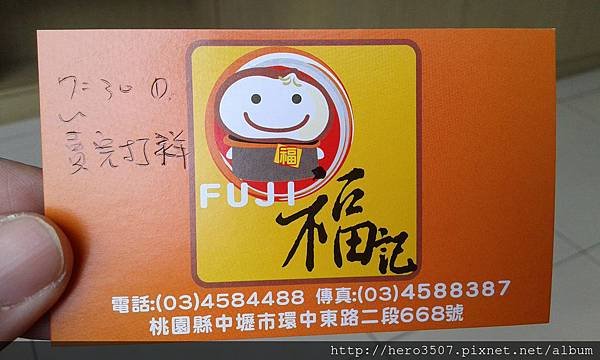 7:30
賣完打烊
福
FUJI
福記
電話:(03)4584488 傳真:(03)4588387
桃園縣中壢市環中東路二段668號
http://hero3507.pixnet.net/album